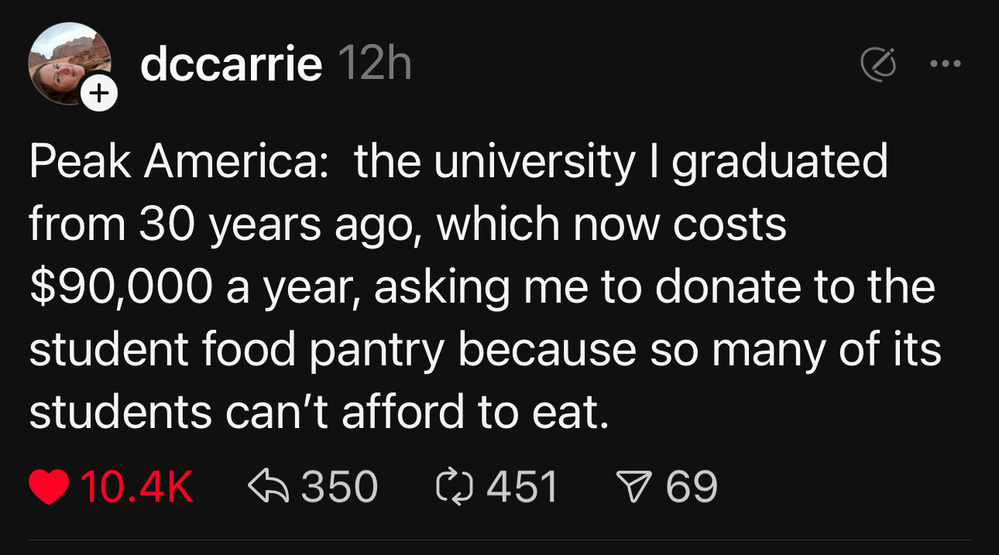 dccarrie 12h
Peak America:  the university I graduated
from 30 years ago, which now costs
$90,000 a year, asking me to donate to the
student food pantry because so many of its
students can’t afford to eat.
10.4K 350 451 69